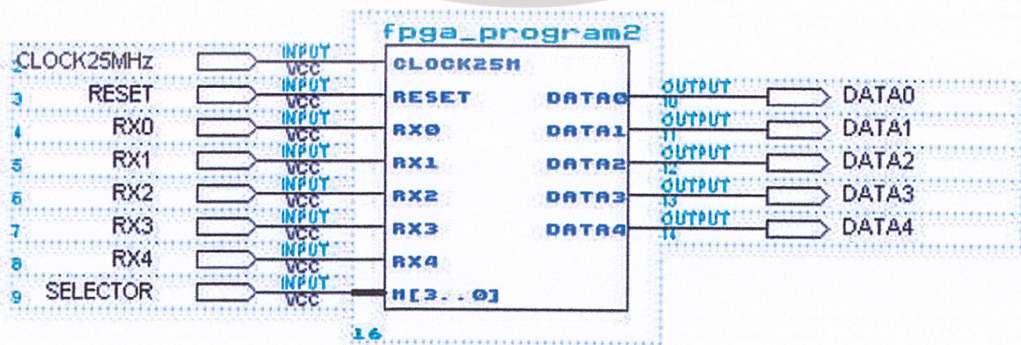 fpga_program2
CLOCK25MHz INPUT VCC CLOCK25M
2
RESET INPUT VCC RESET DATA0 OUTPUT DATA0
3 10
RX0 INPUT VCC RX0 DATA1 OUTPUT DATA1
4 11
RX1 INPUT VCC RX1 DATA2 OUTPUT DATA2
5 12
RX2 INPUT VCC RX2 DATA3 OUTPUT DATA3
6 13
RX3 INPUT VCC RX3 DATA4 OUTPUT DATA4
7 14
RX4 INPUT VCC RX4
8
SELECTOR INPUT VCC M[3..0]
9
16